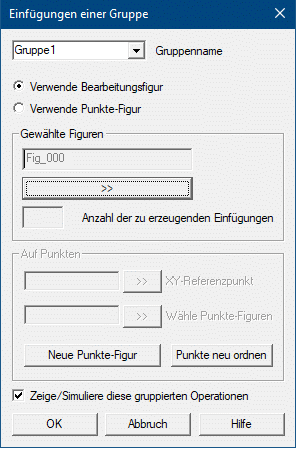 Einfügungen einer Gruppe
Gruppe1 Gruppenname
Verwende Bearbeitungsfigur
Verwende Punkte-Figur
Gewählte Figuren
Fig_000
>>
Anzahl der zu erzeugenden Einfügungen
Auf Punkten
>> XY-Referenzpunkt
>> Wähle Punkte-Figuren
Neue Punkte-Figur Punkte neu ordnen
Zeige/Simuliere diese gruppierten Operationen
OK Abbruch Hilfe